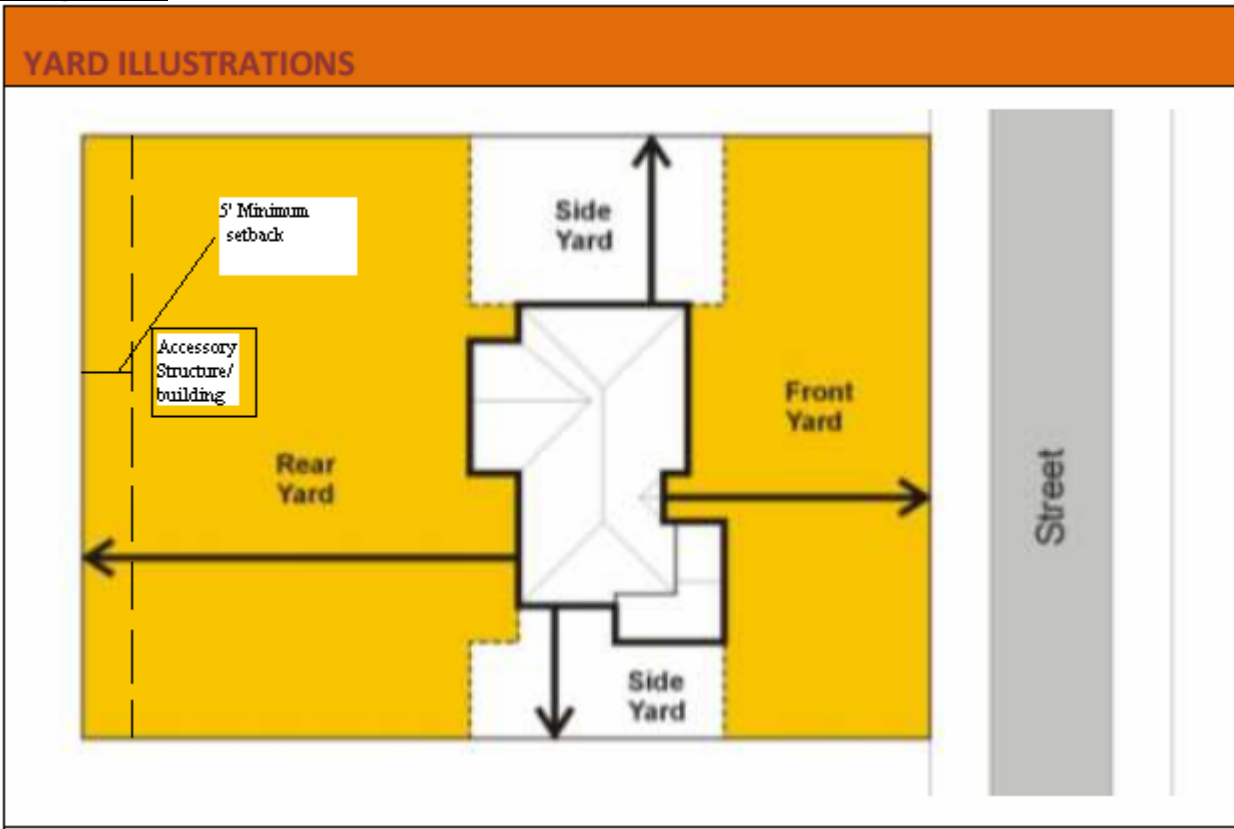 YARD ILLUSTRATIONS
5' Minimum
setback
Side
Yard
Accessory
Structure/
building
Front
Yard
Rear
Yard
Street
Side
Yard